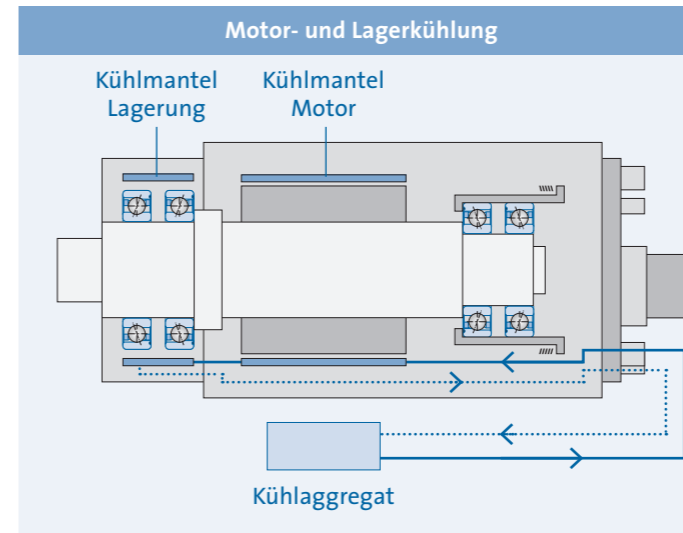 Motor- und Lagerkühlung
Kühlmantel
Lagerung
Kühlmantel
Motor
Kühlaggregat